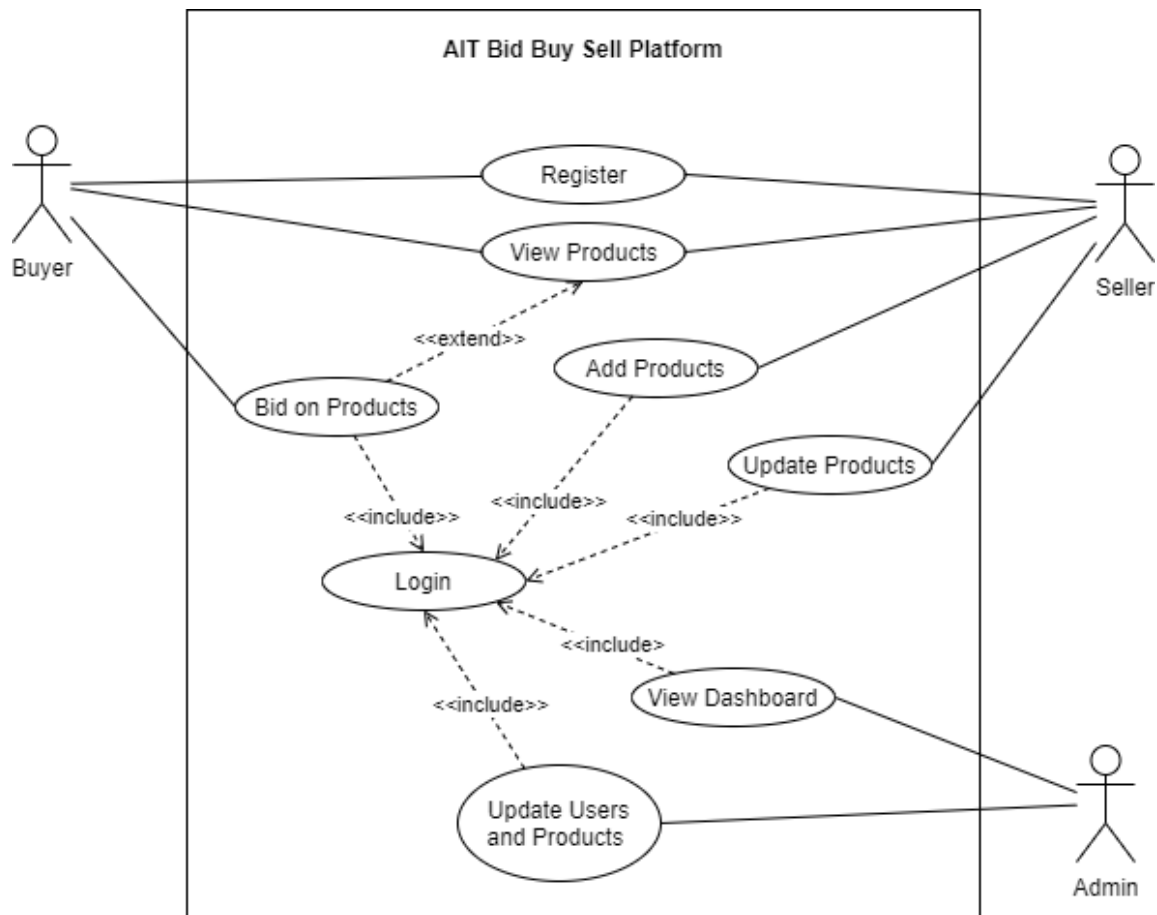 AIT Bid Buy Sell Platform
Register
View Products
Buyer
Seller
<<extend>>
Add Products
Bid on Products
Update Products
<<include>>
<<include>>
<<include>>
Login
<<include>
View Dashboard
<<include>>
Update Users
and Products
Admin